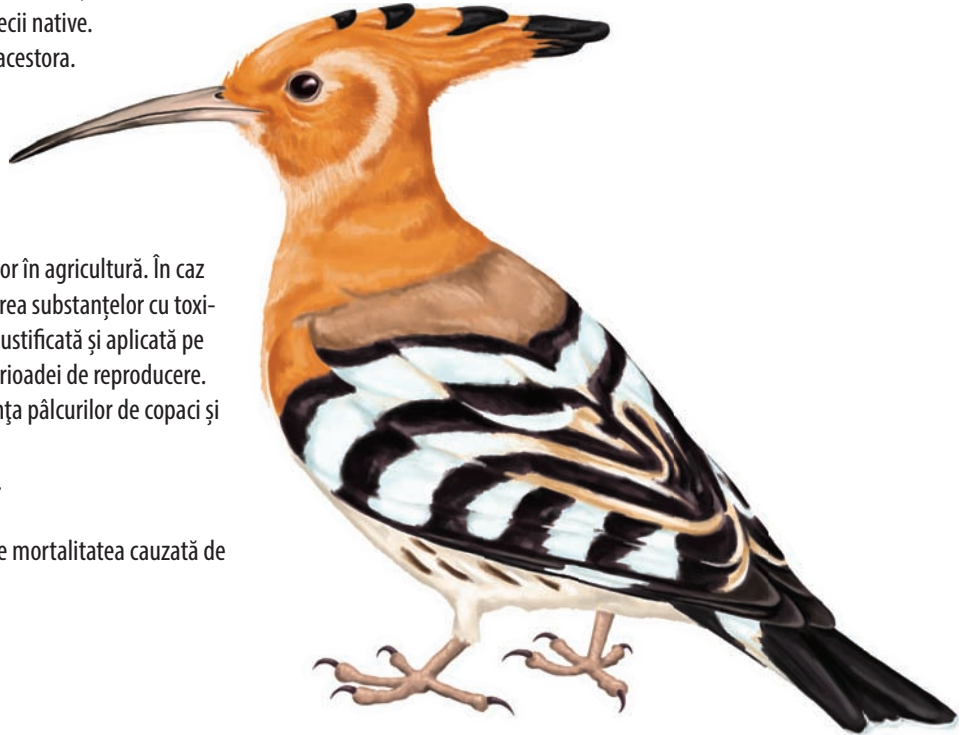 ecii native.
acestora.
or în agricultură. În caz
rea substanțelor cu toxi-
ustificată și aplicată pe
rioadei de reproducere.
nţa pâlcurilor de copaci și
e mortalitatea cauzată de